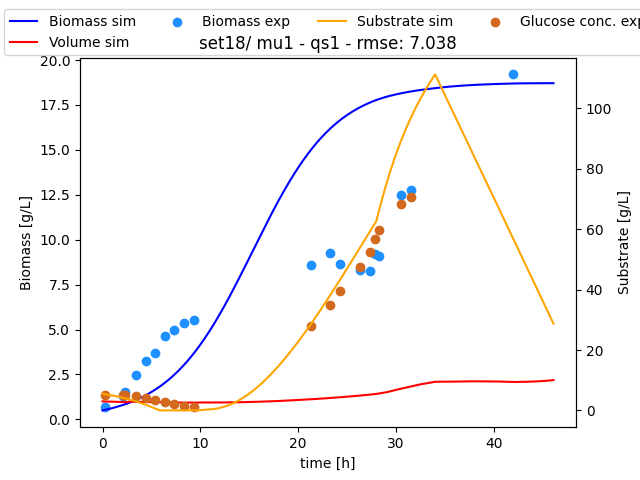 Biomass sim Biomass exp Substrate sim Glucose conc. exp
Volume sim
set18/ mu1 - qs1 - rmse: 7.038
20.0
17.5
15.0
12.5
10.0
7.5
5.0
2.5
0.0
Biomass [g/L]
100
80
60
40
20
0
Substrate [g/L]
0 10 20 30 40
time [h]